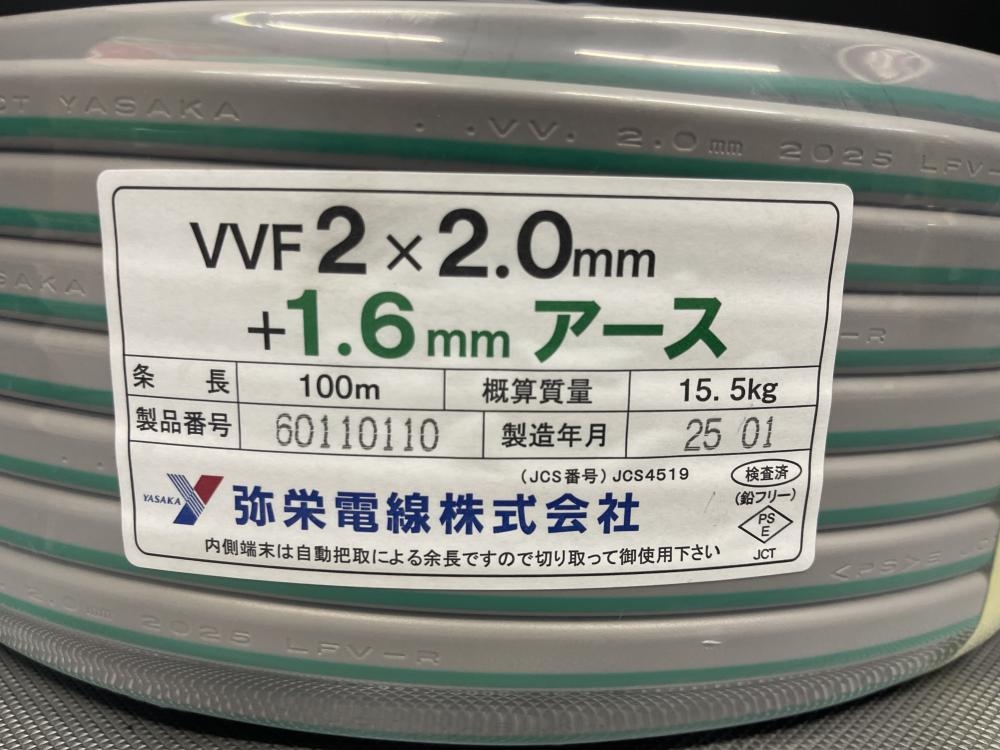 CT YASAKA
. .VV. 2.0mm 2025 LFV-
SAKA
-R
VVF 2×2.0mm
+1.6mm アース
条 長 100m 概算質量 15.5kg
製品番号 60110110 製造年月 25 01
(JCS番号) JCS4519 検査済
(鉛フリー)
YASAKA 弥栄電線株式会社
PS
E
JCT
内側端末は自動把取による余長ですので切り取って御使用下さい
<PS>E
2.0mm 2025 LFV-R